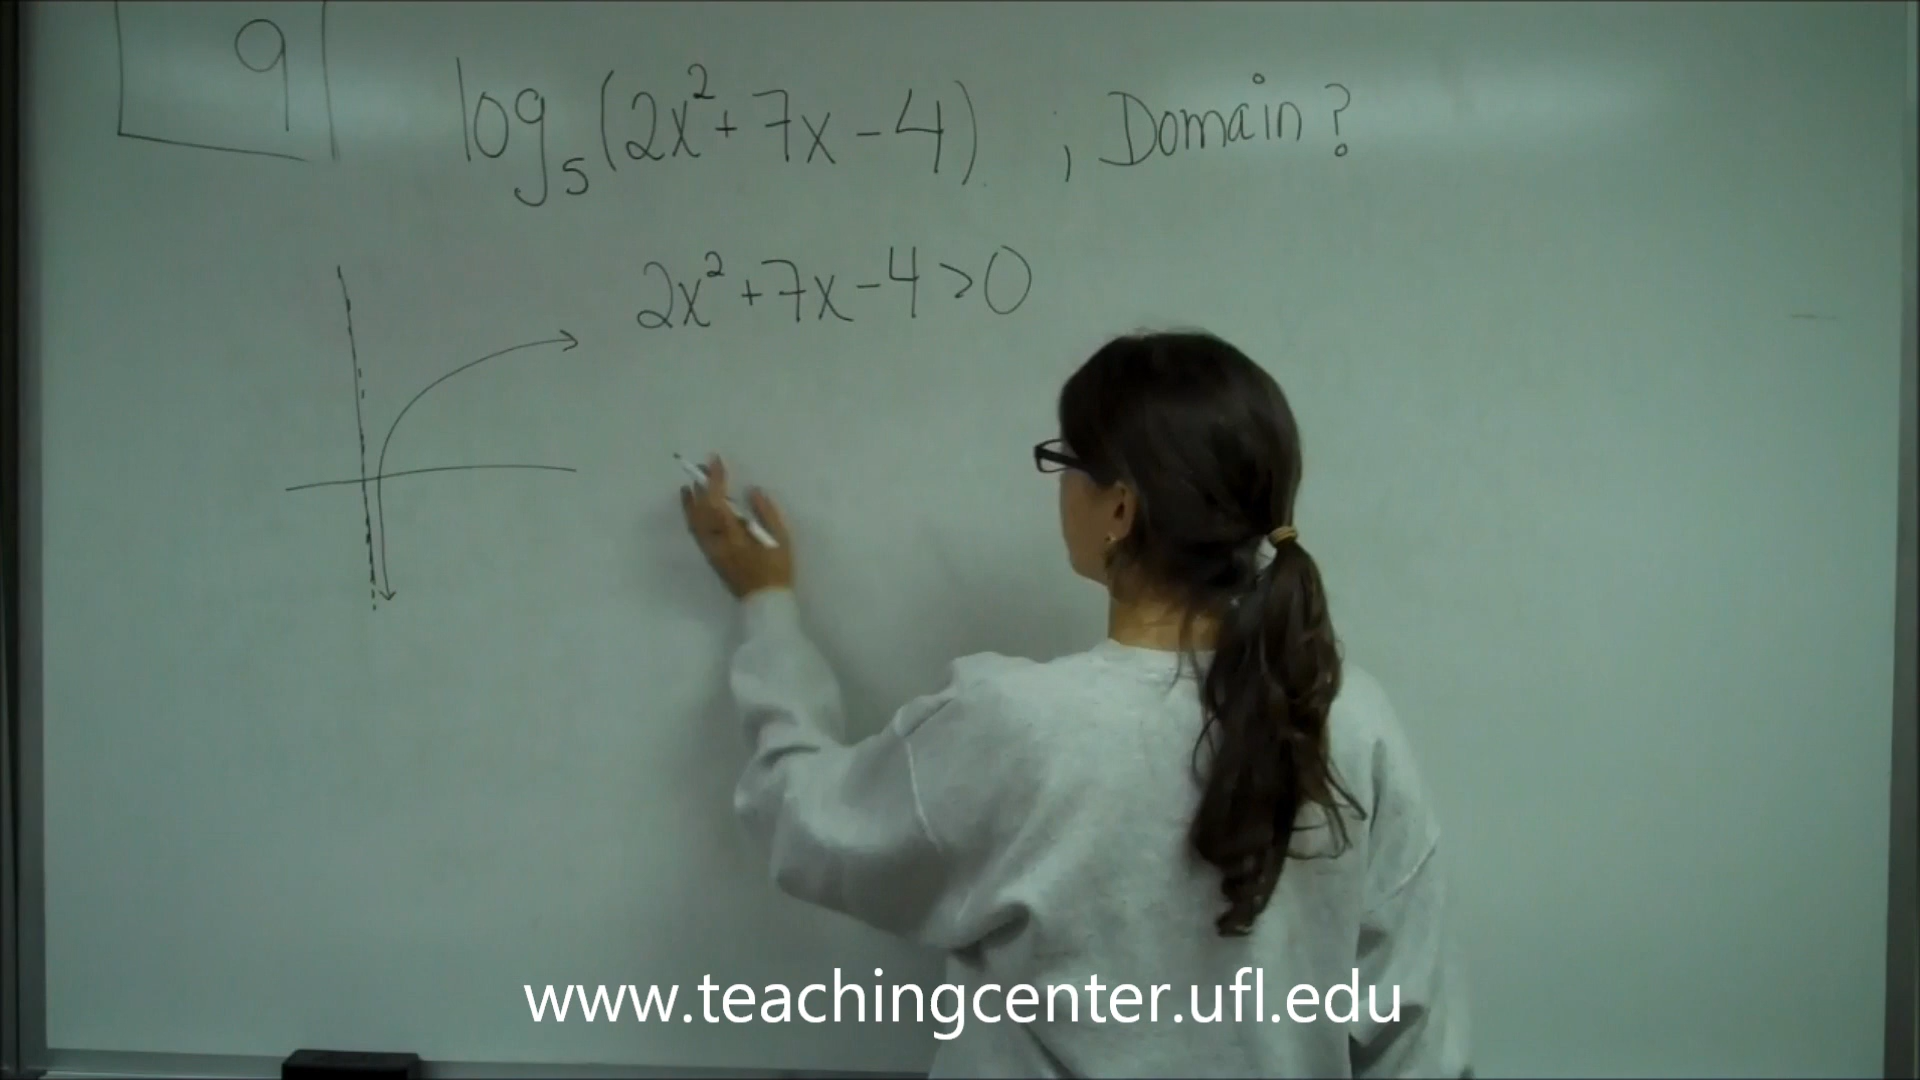 9
log₅(2x²+7x-4) ; Domain?
2x²+7x-4>0
www.teachingcenter.ufl.edu